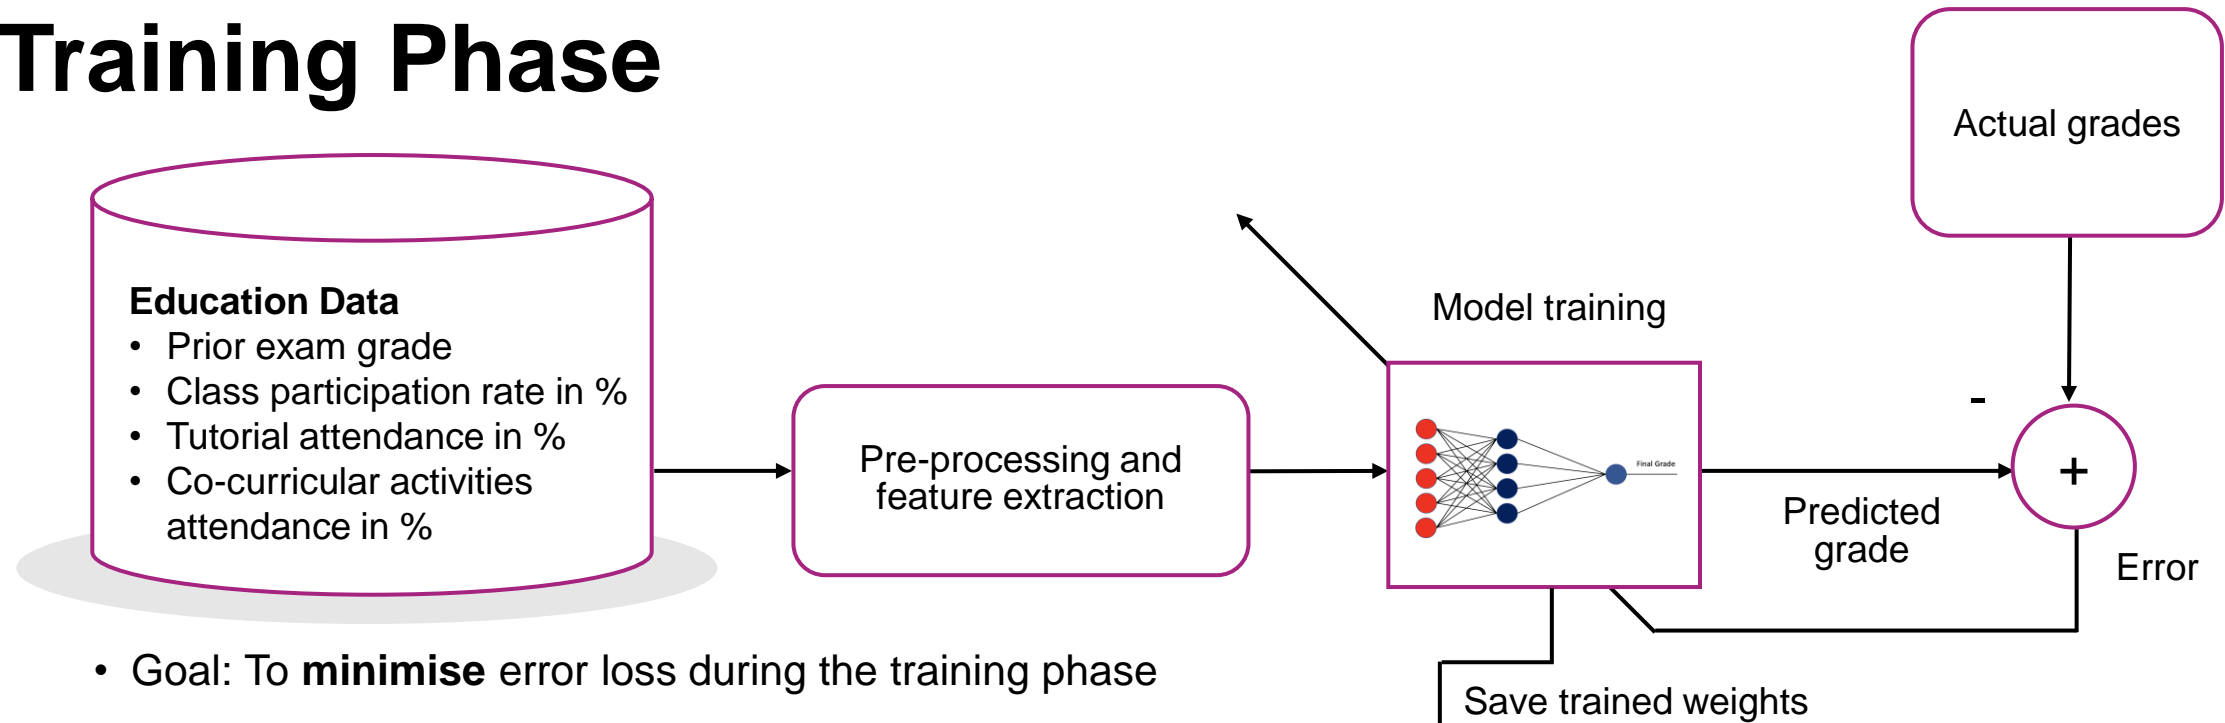 Training Phase
Actual grades
Education Data
• Prior exam grade
• Class participation rate in %
• Tutorial attendance in %
• Co-curricular activities
attendance in %
Pre-processing and
feature extraction
Model training
Final Grade
Predicted
grade
-
+
Error
• Goal: To minimise error loss during the training phase
Save trained weights